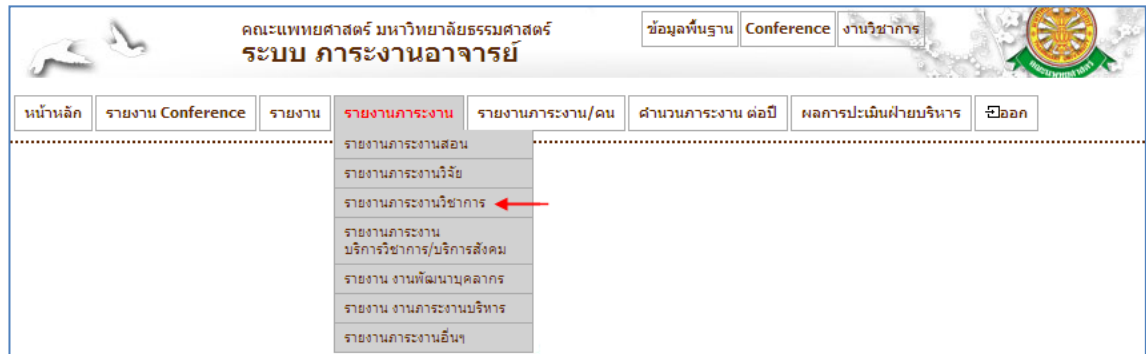 คณะแพทยศาสตร์ มหาวิทยาลัยธรรมศาสตร์
ระบบ ภาระงานอาจารย์
ข้อมูลพื้นฐาน Conference งานวิชาการ
หน้าหลัก รายงาน Conference รายงาน รายงานภาระงาน รายงานภาระงาน/คน คำนวนภาระงาน ต่อปี ผลการประเมินฝ่ายบริหาร ออก
รายงานภาระงานสอน
รายงานภาระงานวิจัย
รายงานภาระงานวิชาการ
รายงานภาระงาน
บริการวิชาการ/บริการสังคม
รายงาน งานพัฒนาบุคลากร
รายงาน งานภาระงานบริหาร
รายงานภาระงานอื่นๆ